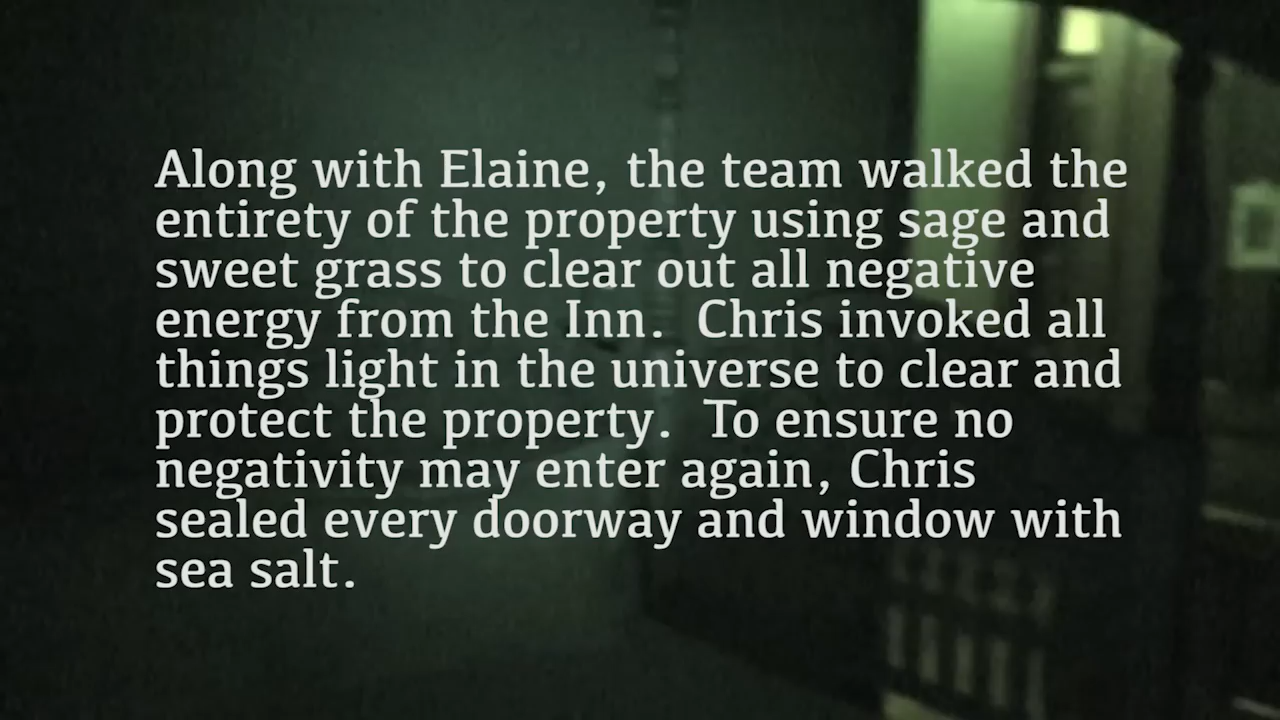 Along with Elaine, the team walked the
entirety of the property using sage and
sweet grass to clear out all negative
energy from the Inn.  Chris invoked all
things light in the universe to clear and
protect the property.  To ensure no
negativity may enter again, Chris
sealed every doorway and window with
sea salt.